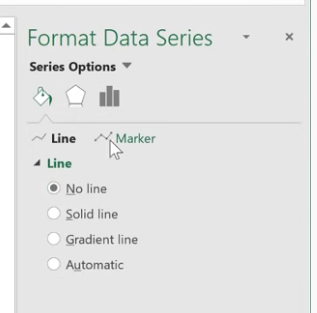 Format Data Series
Series Options
Line Marker
Line
No line
Solid line
Gradient line
Automatic